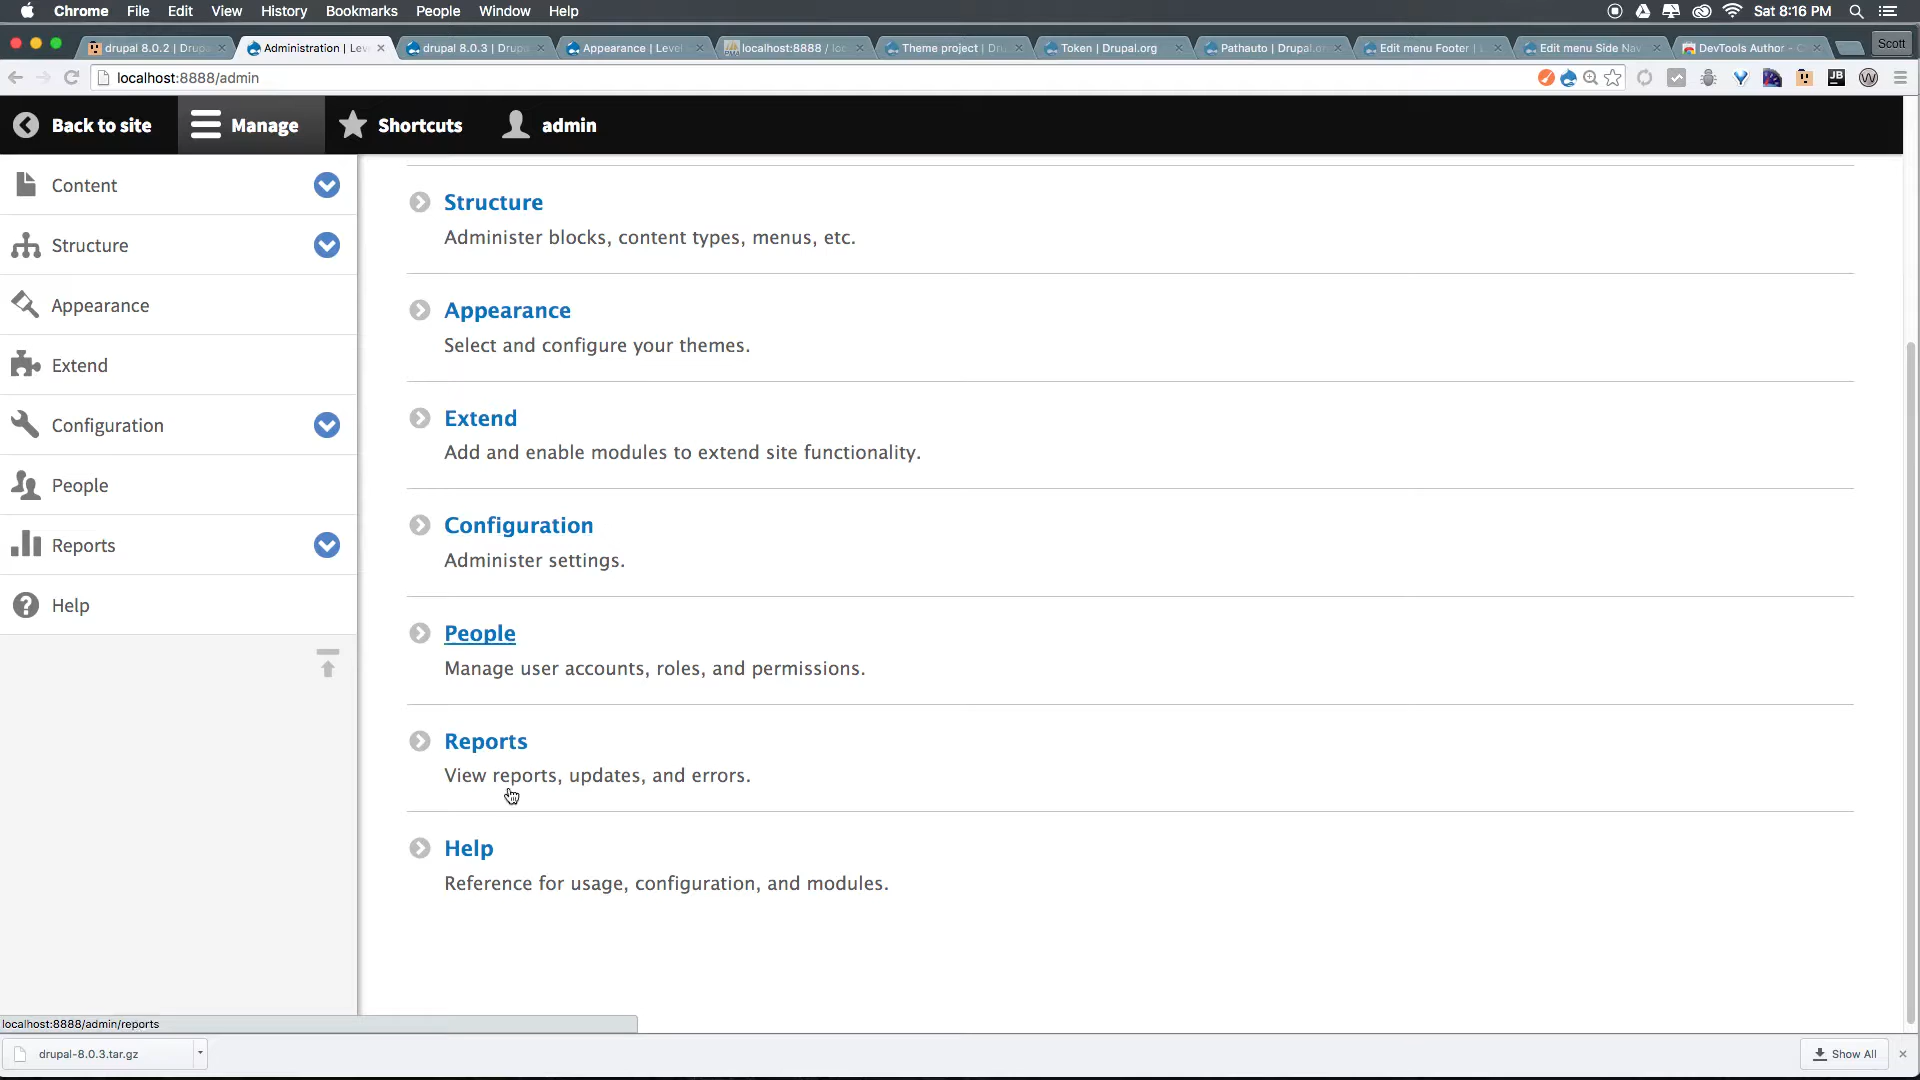 Chrome File Edit View History Bookmarks People Window Help Sat 8:16 PM
drupal 8.0.2 | Drupa Administration | Lev drupal 8.0.3 | Drup Appearance | Level localhost:8888 / loc Theme project | Dru Token | Drupal.org Pathauto | Drupal.or Edit menu Footer | Edit menu Side Nav DevTools Author - C Scott
localhost:8888/admin
Back to site Manage Shortcuts admin
Content
Structure
Appearance
Extend
Configuration
People
Reports
Help
Structure
Administer blocks, content types, menus, etc.
Appearance
Select and configure your themes.
Extend
Add and enable modules to extend site functionality.
Configuration
Administer settings.
People
Manage user accounts, roles, and permissions.
Reports
View reports, updates, and errors.
Help
Reference for usage, configuration, and modules.
localhost:8888/admin/reports
drupal-8.0.3.tar.gz Show All